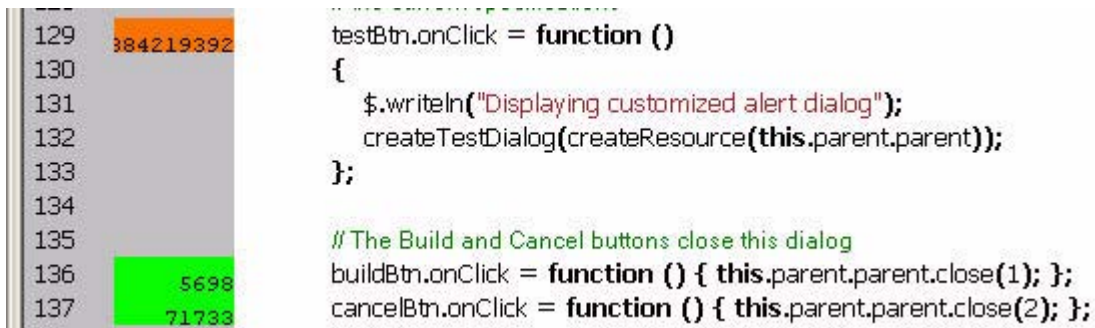 129 384219392 testBtn.onClick = function ()
130 {
131 $.writeln("Displaying customized alert dialog");
132 createTestDialog(createResource(this.parent.parent));
133 };
134
135 // The Build and Cancel buttons close this dialog
136 5698 buildBtn.onClick = function () { this.parent.parent.close(1); };
137 71733 cancelBtn.onClick = function () { this.parent.parent.close(2); };